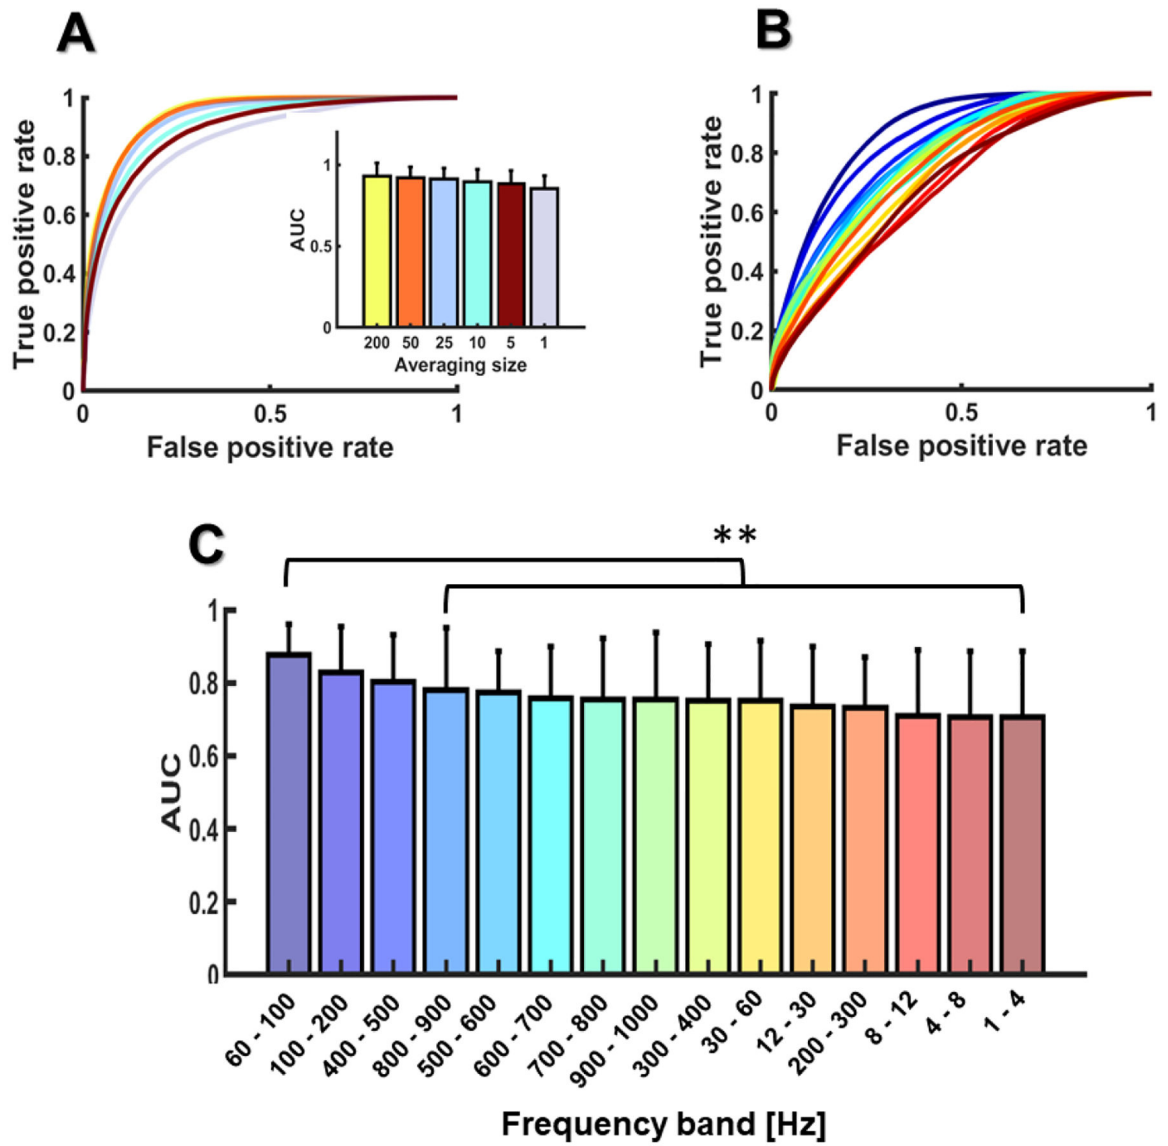 A
True positive rate
1
0.8
0.6
0.4
0.2
0
0
0.5
1
False positive rate
AUC
1
0.5
0
200 50 25 10 5 1
Averaging size
B
True positive rate
1
0.8
0.6
0.4
0.2
0
0
0.5
1
False positive rate
C
**
AUC
1
0.8
0.6
0.4
0.2
0
60 - 100
100 - 200
400 - 500
800 - 900
500 - 600
600 - 700
700 - 800
900 - 1000
300 - 400
30 - 60
12 - 30
200 - 300
8 - 12
4 - 8
1 - 4
Frequency band [Hz]